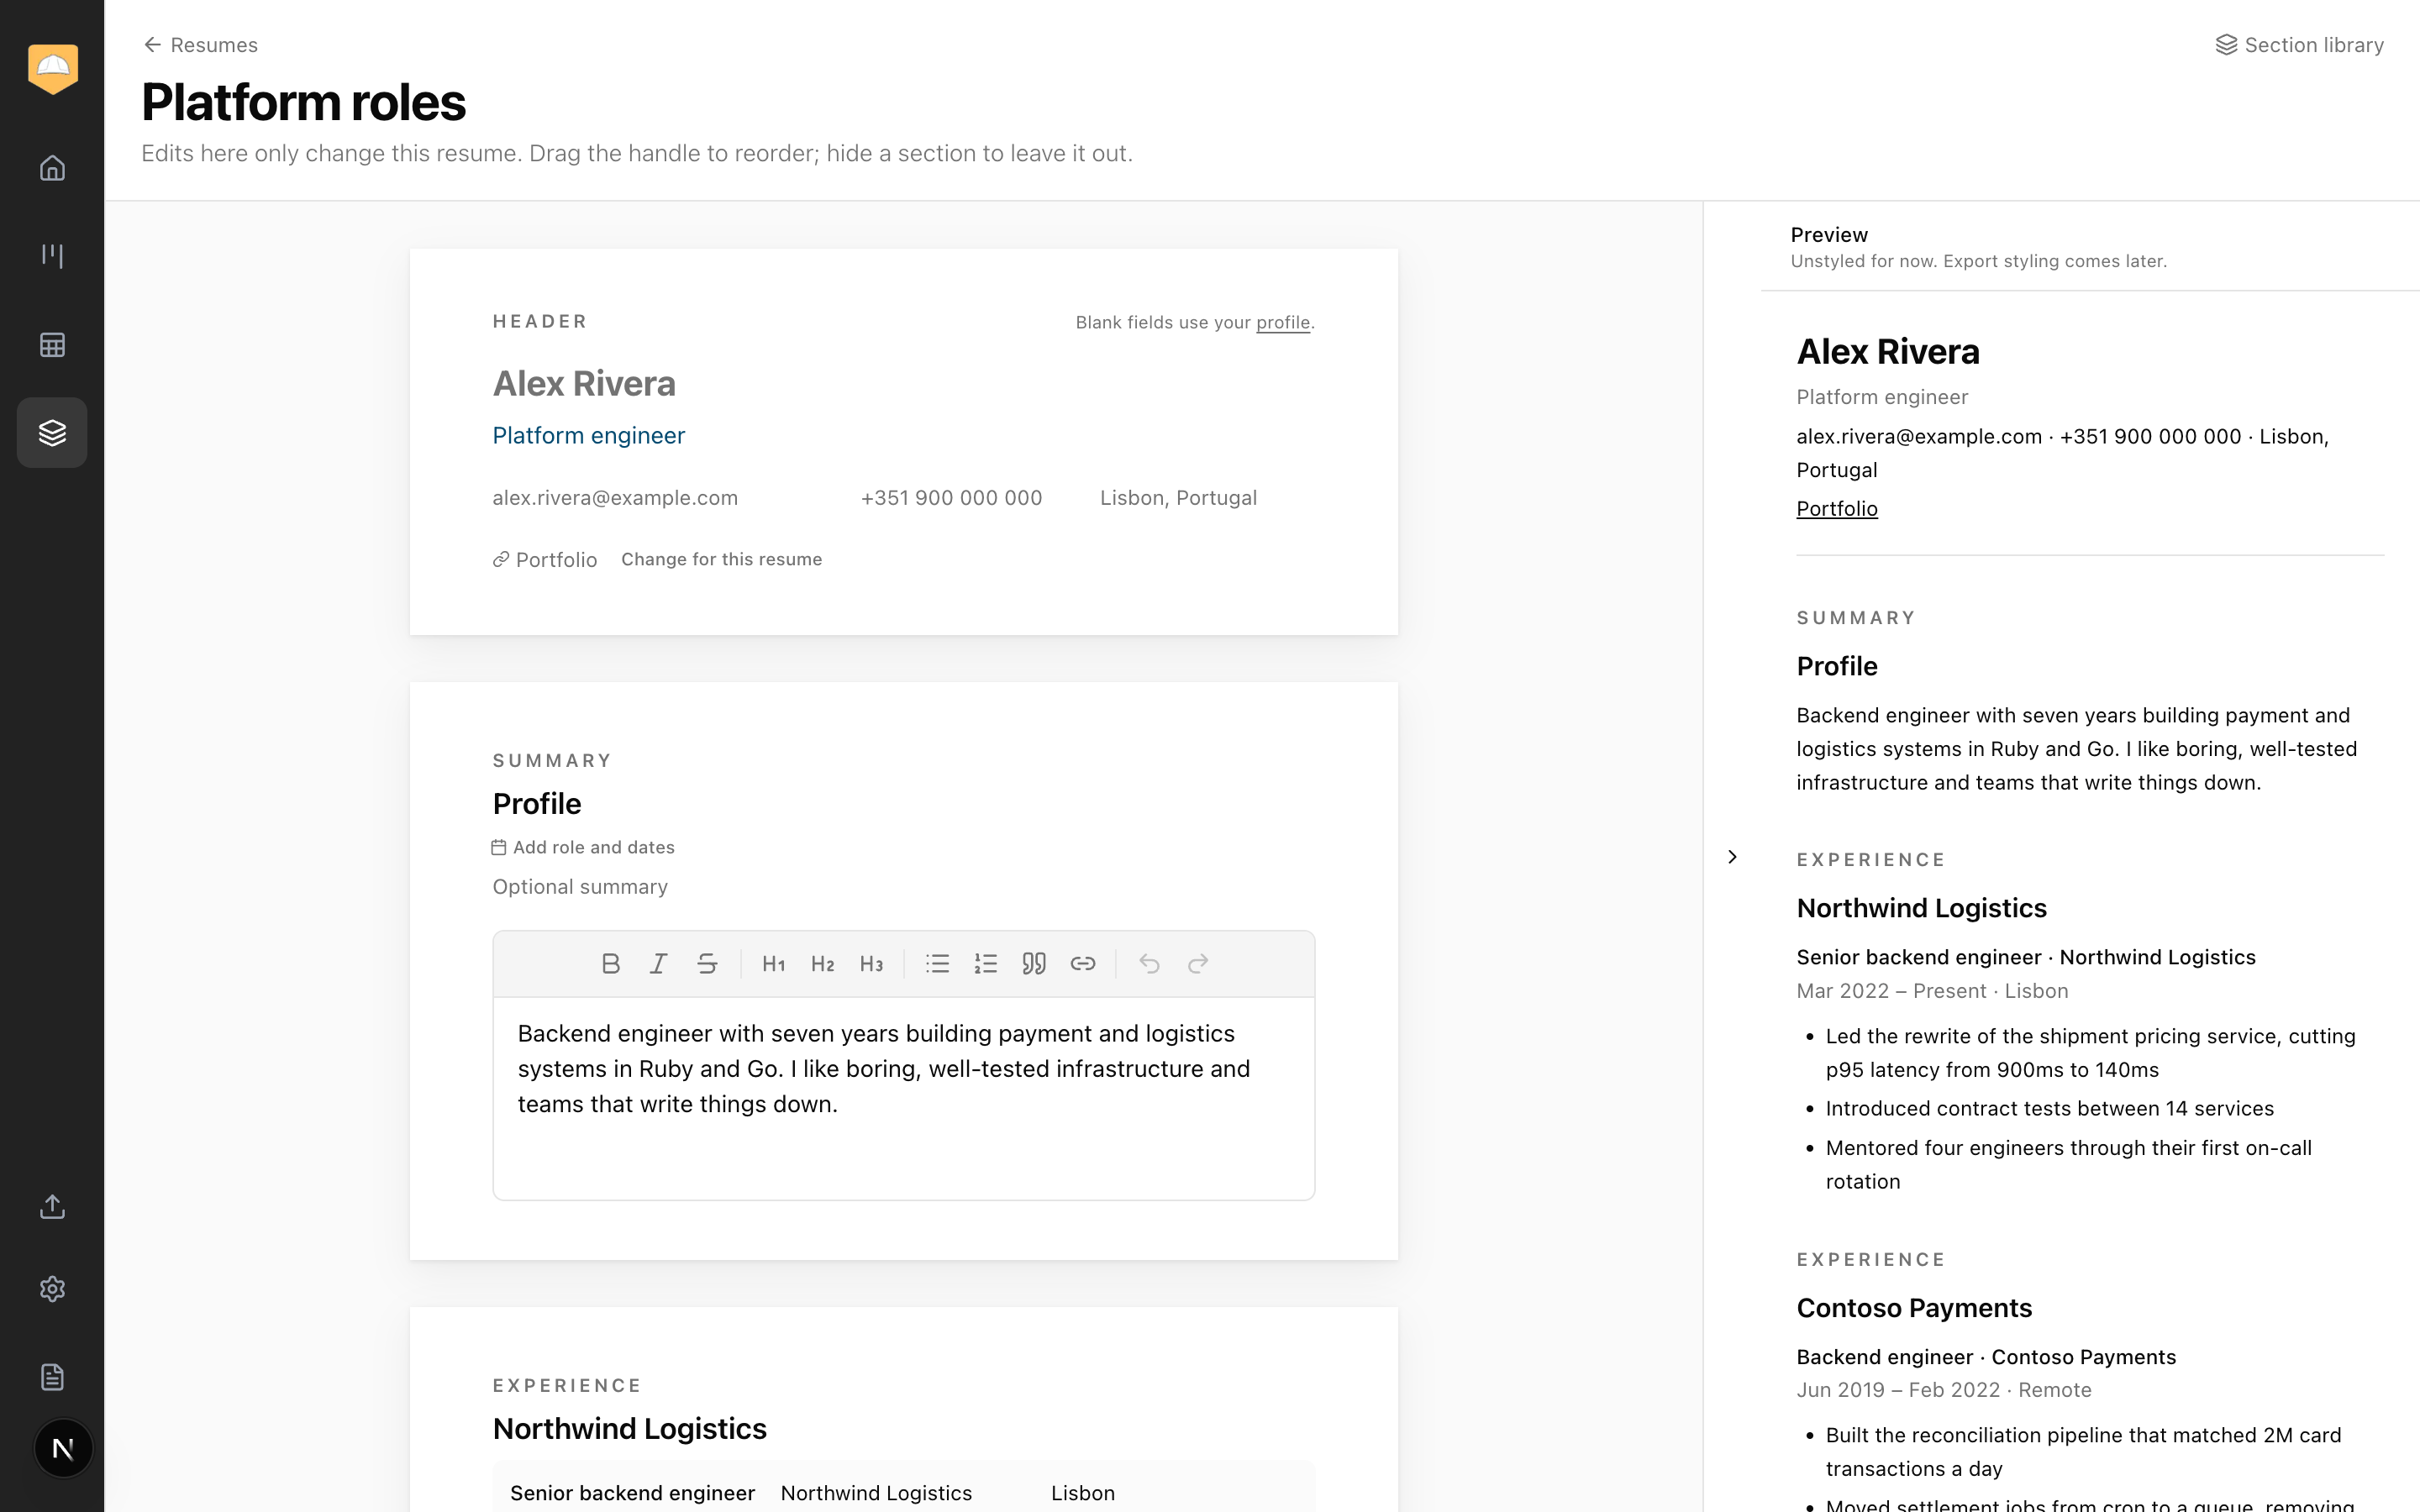 Resumes
Section library
Platform roles
Edits here only change this resume. Drag the handle to reorder; hide a section to leave it out.
HEADER
Blank fields use your profile.
Alex Rivera
Platform engineer
alex.rivera@example.com
+351 900 000 000
Lisbon, Portugal
Portfolio
Change for this resume
SUMMARY
Profile
Add role and dates
Optional summary
B I S H1 H2 H3
Backend engineer with seven years building payment and logistics
systems in Ruby and Go. I like boring, well-tested infrastructure and
teams that write things down.
EXPERIENCE
Northwind Logistics
Senior backend engineer
Northwind Logistics
Lisbon
Preview
Unstyled for now. Export styling comes later.
Alex Rivera
Platform engineer
alex.rivera@example.com · +351 900 000 000 · Lisbon,
Portugal
Portfolio
SUMMARY
Profile
Backend engineer with seven years building payment and
logistics systems in Ruby and Go. I like boring, well-tested
infrastructure and teams that write things down.
EXPERIENCE
Northwind Logistics
Senior backend engineer · Northwind Logistics
Mar 2022 – Present · Lisbon
• Led the rewrite of the shipment pricing service, cutting
p95 latency from 900ms to 140ms
• Introduced contract tests between 14 services
• Mentored four engineers through their first on-call
rotation
EXPERIENCE
Contoso Payments
Backend engineer · Contoso Payments
Jun 2019 – Feb 2022 · Remote
• Built the reconciliation pipeline that matched 2M card
transactions a day
• Moved settlement jobs from cron to a queue, removing
N